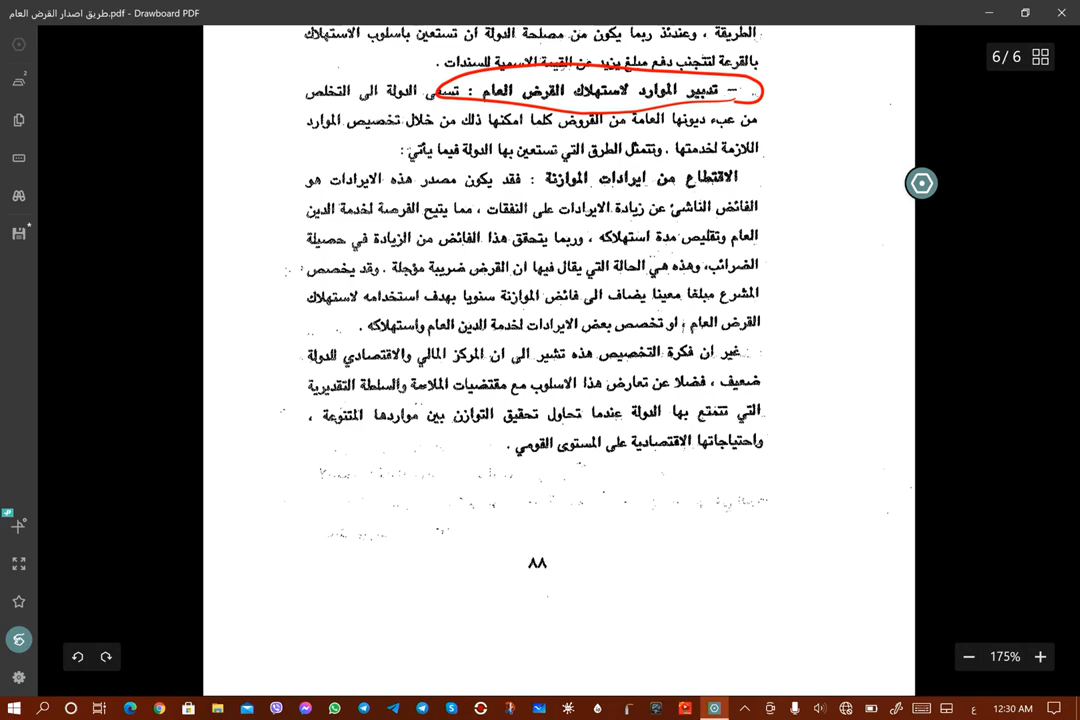 طريق اصدار القرض العام.pdf - Drawboard PDF
6/6
الطريقة ، وعندئذ ربما يكون من مصلحة الدولة ان تستعين باسلوب الاستهلاك
بالقرعة لتتجنب دفع مبلغ يزيد عن القيمة الاسمية للسندات .
– تدبير الموارد لاستهلاك القرض العام : تسعى الدولة الى التخلص
من عبء ديونها العامة من القروض كلما امكنها ذلك من خلال تخصيص الموارد
اللازمة لخدمتها . وتتمثل الطرق التي تستعين بها الدولة فيما يأتي :
الاقتطاع من ايرادات الموازنة : فقد يكون مصدر هذه الايرادات هو
الفائض الناشئ عن زيادة الايرادات على النفقات ، مما يتيح الفرصة لخدمة الدين
العام وتقليص مدة استهلاكه ، وربما يتحقق هذا الفائض من الزيادة في حصيلة
الضرائب، وهذه هي الحالة التي يقال فيها ان القرض ضريبة مؤجلة . وقد يخصص
المشرع مبلغا معينا يضاف الى فائض الموازنة سنويا بهدف استخدامه لاستهلاك
القرض العام ، او تخصص بعض الايرادات لخدمة الدين العام واستهلاكه .
غير ان فكرة التخصيص هذه تشير الى ان المركز المالي والاقتصادي للدولة
ضعيف ، فضلا عن تعارض هذا الاسلوب مع مقتضيات الملاءمة والسلطة التقديرية
التي تتمتع بها الدولة عندما تحاول تحقيق التوازن بين مواردها المتنوعة ،
واحتياجاتها الاقتصادية على المستوى القومي .
٨٨
175%
ع
12:30 AM